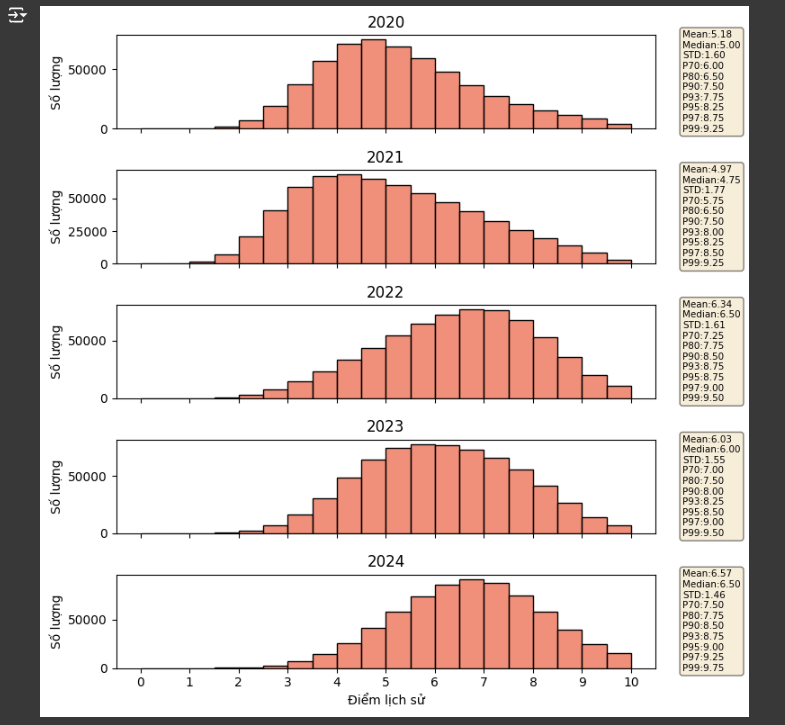 2020
Số lượng
50000
0
Mean:5.18
Median:5.00
STD:1.60
P70:6.00
P80:6.50
P90:7.50
P93:7.75
P95:8.25
P97:8.75
P99:9.25
2021
Số lượng
50000
25000
0
Mean:4.97
Median:4.75
STD:1.77
P70:5.75
P80:6.50
P90:7.50
P93:8.00
P95:8.25
P97:8.50
P99:9.25
2022
Số lượng
50000
0
Mean:6.34
Median:6.50
STD:1.61
P70:7.25
P80:7.75
P90:8.50
P93:8.75
P95:8.75
P97:9.00
P99:9.50
2023
Số lượng
50000
0
Mean:6.03
Median:6.00
STD:1.55
P70:7.00
P80:7.50
P90:8.00
P93:8.25
P95:8.50
P97:9.00
P99:9.50
2024
Số lượng
50000
0
Mean:6.57
Median:6.50
STD:1.46
P70:7.50
P80:7.75
P90:8.50
P93:8.75
P95:9.00
P97:9.25
P99:9.75
0 1 2 3 4 5 6 7 8 9 10
Điểm lịch sử